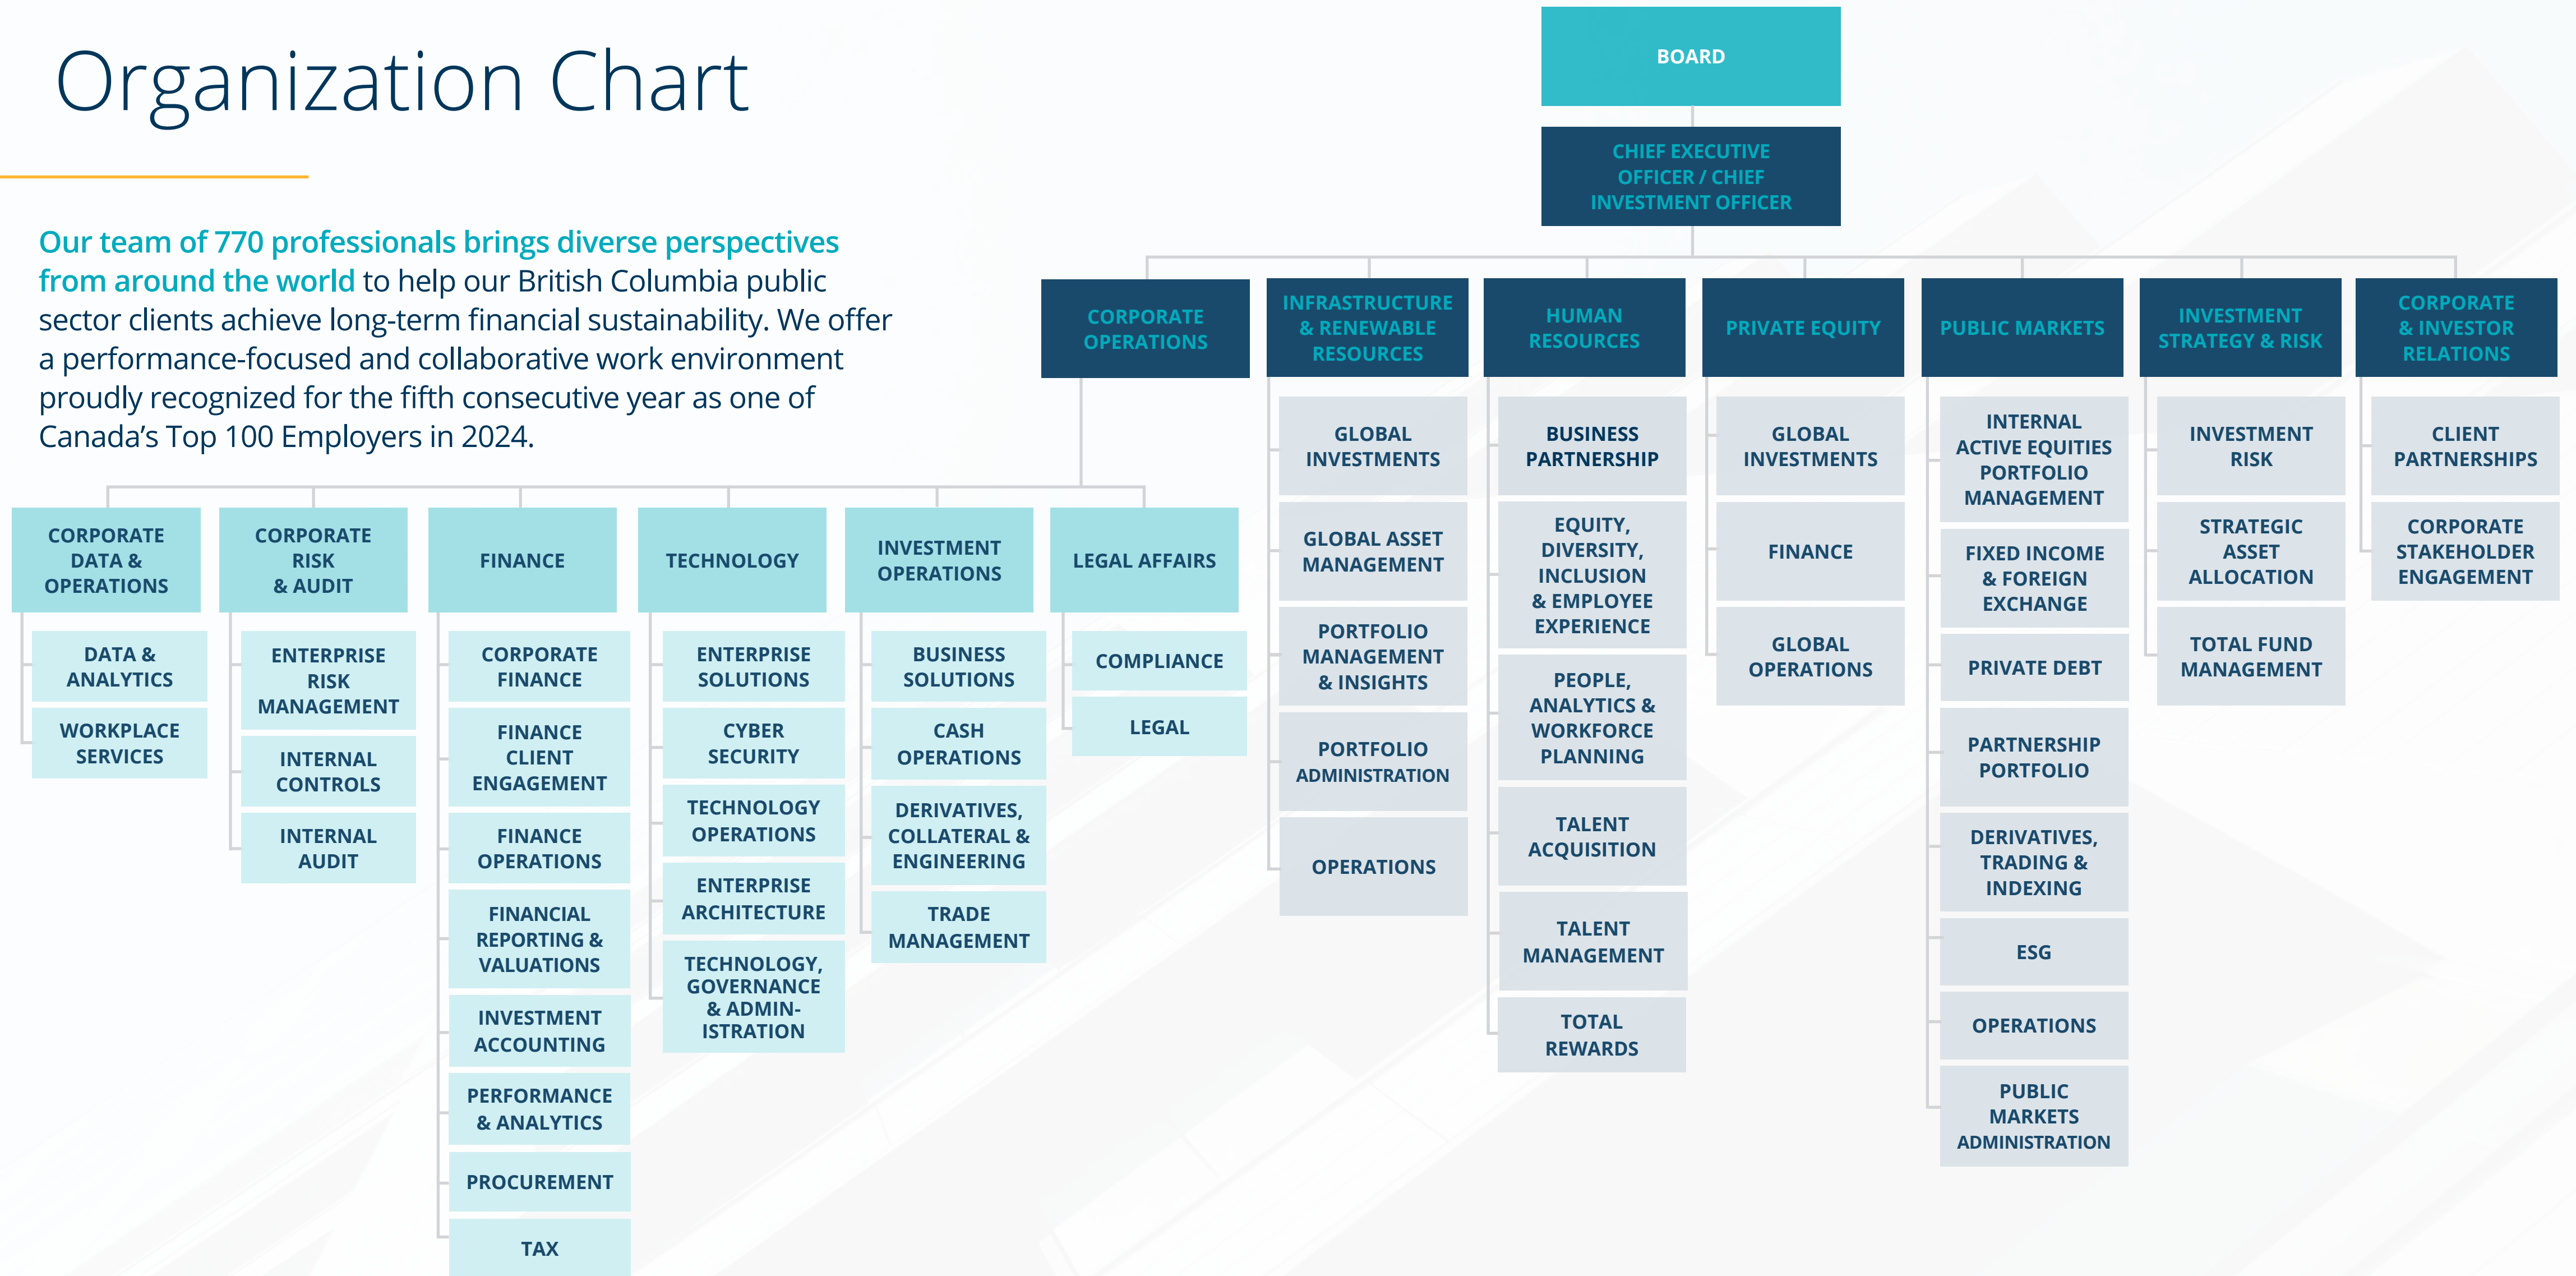 Organization Chart
Our team of 770 professionals brings diverse perspectives
from around the world to help our British Columbia public
sector clients achieve long-term financial sustainability. We offer
a performance-focused and collaborative work environment
proudly recognized for the fifth consecutive year as one of
Canada’s Top 100 Employers in 2024.
BOARD
CHIEF EXECUTIVE
OFFICER / CHIEF
INVESTMENT OFFICER
CORPORATE
OPERATIONS
INFRASTRUCTURE
& RENEWABLE
RESOURCES
HUMAN
RESOURCES
PRIVATE EQUITY
PUBLIC MARKETS
INVESTMENT
STRATEGY & RISK
CORPORATE
& INVESTOR
RELATIONS
CORPORATE
DATA &
OPERATIONS
DATA &
ANALYTICS
WORKPLACE
SERVICES
CORPORATE
RISK
& AUDIT
ENTERPRISE
RISK
MANAGEMENT
INTERNAL
CONTROLS
INTERNAL
AUDIT
FINANCE
CORPORATE
FINANCE
FINANCE
CLIENT
ENGAGEMENT
FINANCE
OPERATIONS
FINANCIAL
REPORTING &
VALUATIONS
INVESTMENT
ACCOUNTING
PERFORMANCE
& ANALYTICS
PROCUREMENT
TAX
TECHNOLOGY
ENTERPRISE
SOLUTIONS
CYBER
SECURITY
TECHNOLOGY
OPERATIONS
ENTERPRISE
ARCHITECTURE
TECHNOLOGY,
GOVERNANCE
& ADMIN-
ISTRATION
INVESTMENT
OPERATIONS
BUSINESS
SOLUTIONS
CASH
OPERATIONS
DERIVATIVES,
COLLATERAL &
ENGINEERING
TRADE
MANAGEMENT
LEGAL AFFAIRS
COMPLIANCE
LEGAL
GLOBAL
INVESTMENTS
GLOBAL ASSET
MANAGEMENT
PORTFOLIO
MANAGEMENT
& INSIGHTS
PORTFOLIO
ADMINISTRATION
OPERATIONS
BUSINESS
PARTNERSHIP
EQUITY,
DIVERSITY,
INCLUSION
& EMPLOYEE
EXPERIENCE
PEOPLE,
ANALYTICS &
WORKFORCE
PLANNING
TALENT
ACQUISITION
TALENT
MANAGEMENT
TOTAL
REWARDS
GLOBAL
INVESTMENTS
FINANCE
GLOBAL
OPERATIONS
INTERNAL
ACTIVE EQUITIES
PORTFOLIO
MANAGEMENT
FIXED INCOME
& FOREIGN
EXCHANGE
PRIVATE DEBT
PARTNERSHIP
PORTFOLIO
DERIVATIVES,
TRADING &
INDEXING
ESG
OPERATIONS
PUBLIC
MARKETS
ADMINISTRATION
INVESTMENT
RISK
STRATEGIC
ASSET
ALLOCATION
TOTAL FUND
MANAGEMENT
CLIENT
PARTNERSHIPS
CORPORATE
STAKEHOLDER
ENGAGEMENT